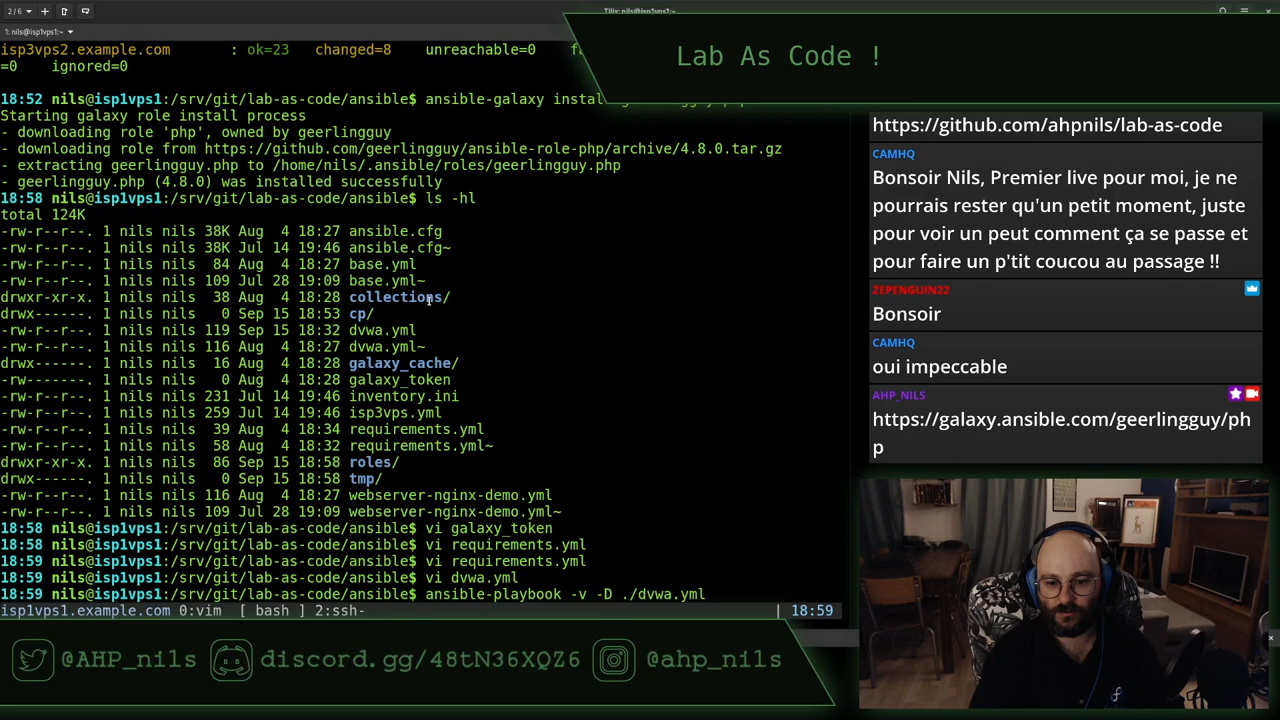 2/6
Tilix: nils@isp1vps1:~
1: nils@isp1vps1:~
Lab As Code !
isp3vps2.example.com : ok=23 changed=8 unreachable=0
=0 ignored=0
18:52 nils@isp1vps1:/srv/git/lab-as-code/ansible$ ansible-galaxy instal
Starting galaxy role install process
- downloading role 'php', owned by geerlingguy
- downloading role from https://github.com/geerlingguy/ansible-role-php/archive/4.8.0.tar.gz
- extracting geerlingguy.php to /home/nils/.ansible/roles/geerlingguy.php
- geerlingguy.php (4.8.0) was installed successfully
18:58 nils@isp1vps1:/srv/git/lab-as-code/ansible$ ls -hl
total 124K
-rw-r--r--. 1 nils nils 38K Aug 4 18:27 ansible.cfg
-rw-r--r--. 1 nils nils 38K Jul 14 19:46 ansible.cfg~
-rw-r--r--. 1 nils nils 84 Aug 4 18:27 base.yml
-rw-r--r--. 1 nils nils 109 Jul 28 19:09 base.yml~
drwxr-xr-x. 1 nils nils 38 Aug 4 18:28 collections/
drwx------. 1 nils nils 0 Sep 15 18:53 cp/
-rw-r--r--. 1 nils nils 119 Sep 15 18:32 dvwa.yml
-rw-r--r--. 1 nils nils 116 Aug 4 18:27 dvwa.yml~
drwx------. 1 nils nils 16 Aug 4 18:28 galaxy_cache/
-rw-------. 1 nils nils 0 Aug 4 18:28 galaxy_token
-rw-r--r--. 1 nils nils 231 Jul 14 19:46 inventory.ini
-rw-r--r--. 1 nils nils 259 Jul 14 19:46 isp3vps.yml
-rw-r--r--. 1 nils nils 39 Aug 4 18:34 requirements.yml
-rw-r--r--. 1 nils nils 58 Aug 4 18:32 requirements.yml~
drwxr-xr-x. 1 nils nils 86 Sep 15 18:58 roles/
drwx------. 1 nils nils 0 Sep 15 18:58 tmp/
-rw-r--r--. 1 nils nils 116 Aug 4 18:27 webserver-nginx-demo.yml
-rw-r--r--. 1 nils nils 109 Jul 28 19:09 webserver-nginx-demo.yml~
18:58 nils@isp1vps1:/srv/git/lab-as-code/ansible$ vi galaxy_token
18:58 nils@isp1vps1:/srv/git/lab-as-code/ansible$ vi requirements.yml
18:59 nils@isp1vps1:/srv/git/lab-as-code/ansible$ vi requirements.yml
18:59 nils@isp1vps1:/srv/git/lab-as-code/ansible$ vi dvwa.yml
18:59 nils@isp1vps1:/srv/git/lab-as-code/ansible$ ansible-playbook -v -D ./dvwa.yml
isp1vps1.example.com 0:vim [ bash ] 2:ssh- | 18:59
https://github.com/ahpnils/lab-as-code
CAMHQ
Bonsoir Nils, Premier live pour moi, je ne
pourrais rester qu'un petit moment, juste
pour voir un peut comment ça se passe et
pour faire un p'tit coucou au passage !!
ZEPENGUIN22
Bonsoir
CAMHQ
oui impeccable
AHP_NILS
https://galaxy.ansible.com/geerlingguy/ph
p
@AHP_nils
discord.gg/48tN36XQZ6
@ahp_nils